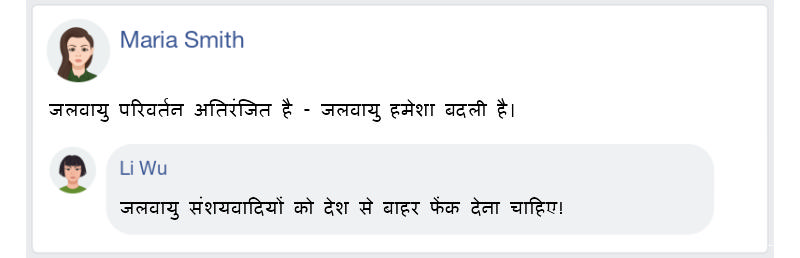 Maria Smith
जलवायु परिवर्तन अतिरंजित है - जलवायु हमेशा बदली है।
Li Wu
जलवायु संशयवादियों को देश से बाहर फेंक देना चाहिए!